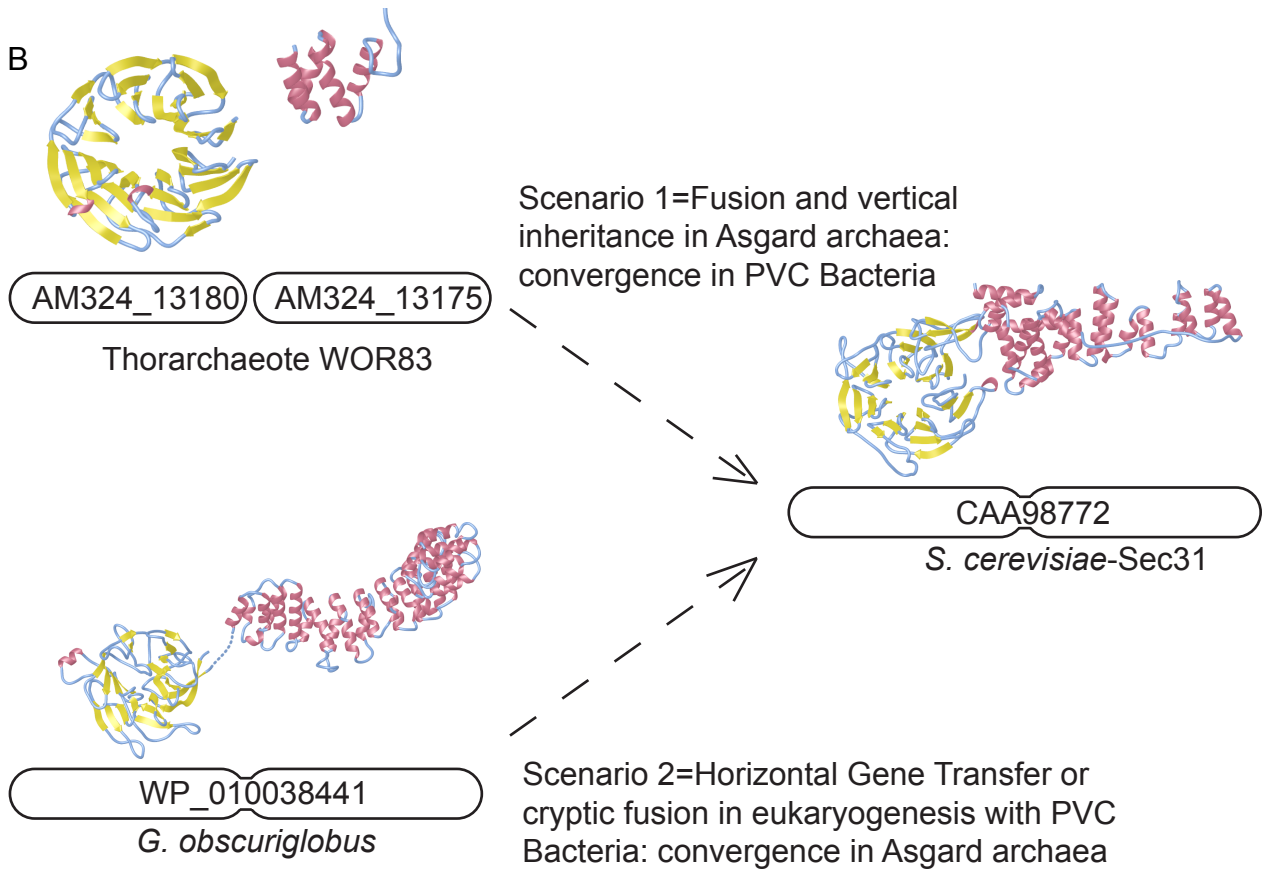 B
Scenario 1=Fusion and vertical
inheritance in Asgard archaea:
convergence in PVC Bacteria
AM324_13180 AM324_13175
Thorarchaeote WOR83
CAA98772
S. cerevisiae-Sec31
WP_010038441
G. obscuriglobus
Scenario 2=Horizontal Gene Transfer or
cryptic fusion in eukaryogenesis with PVC
Bacteria: convergence in Asgard archaea